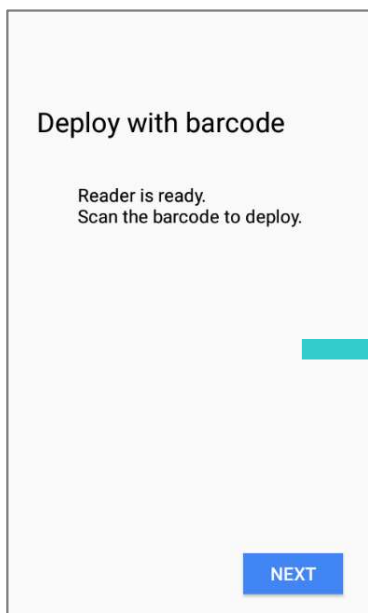 Deploy with barcode
Reader is ready.
Scan the barcode to deploy.
NEXT